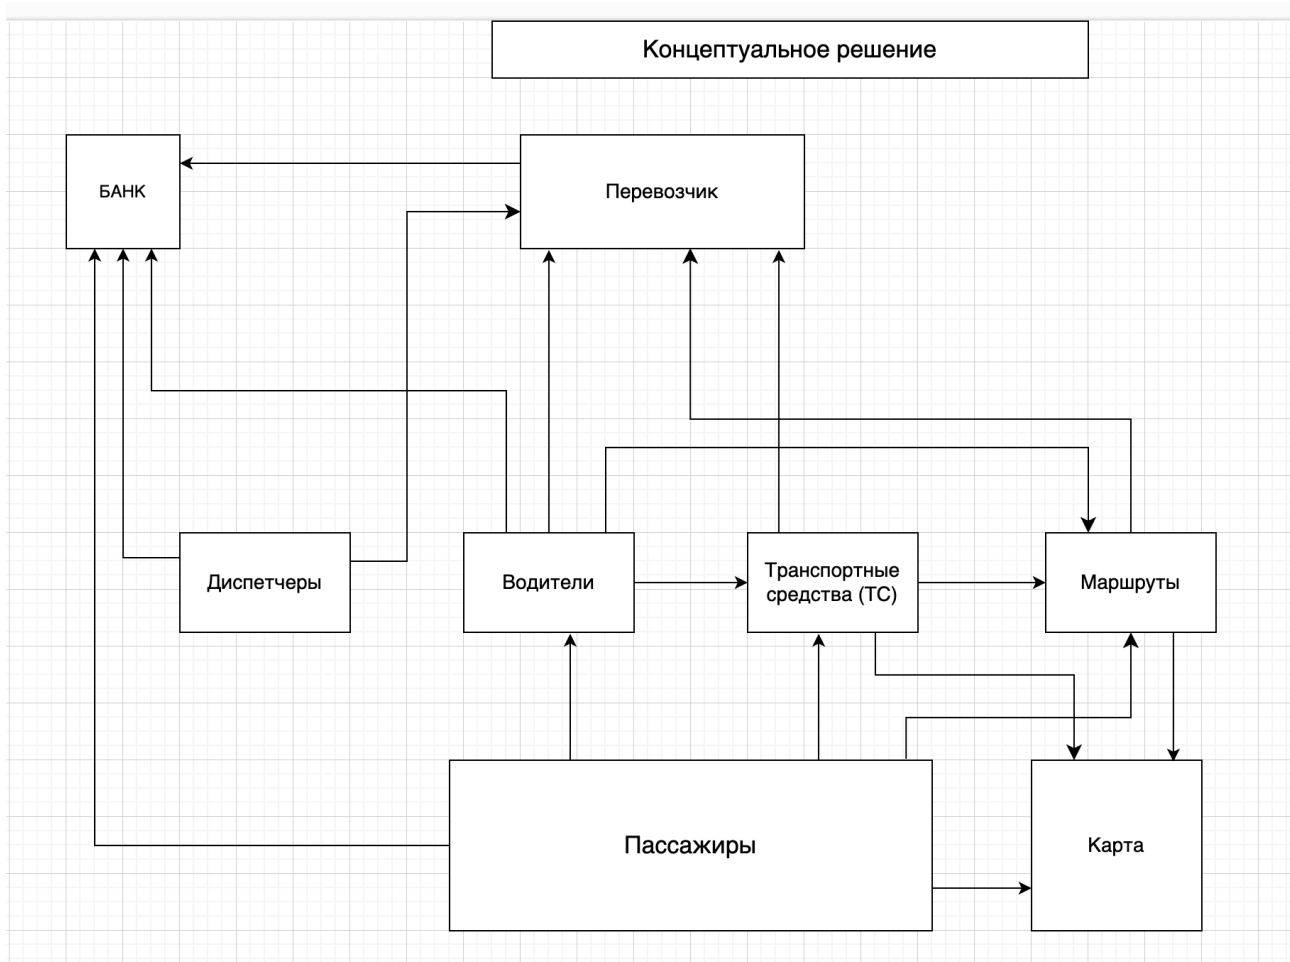 Концептуальное решение
БАНК
Перевозчик
Диспетчеры
Водители
Транспортные
средства (ТС)
Маршруты
Пассажиры
Карта